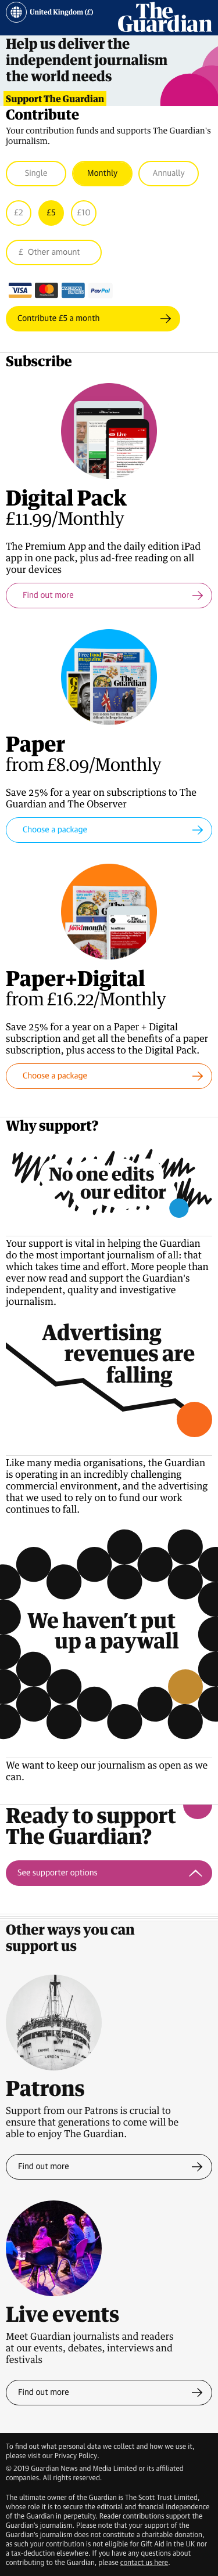 United Kingdom (£)
The
Guardian
Help us deliver the
independent journalism
the world needs
Support The Guardian
Contribute
Your contribution funds and supports The Guardian's
journalism.
Single
Monthly
Annually
£2
£5
£10
£ Other amount
VISA
PayPal
Contribute £5 a month
Subscribe
Digital Pack
£11.99/Monthly
The Premium App and the daily edition iPad
app in one pack, plus ad-free reading on all
your devices
Find out more
The Guardian
Paper
from £8.09/Monthly
Save 25% for a year on subscriptions to The
Guardian and The Observer
Choose a package
food monthly
Paper+Digital
from £16.22/Monthly
Save 25% for a year on a Paper + Digital
subscription and get all the benefits of a paper
subscription, plus access to the Digital Pack.
Choose a package
Why support?
No one edits
our editor
Your support is vital in helping the Guardian
do the most important journalism of all: that
which takes time and effort. More people than
ever now read and support the Guardian's
independent, quality and investigative
journalism.
Advertising
revenues are
falling
Like many media organisations, the Guardian
is operating in an incredibly challenging
commercial environment, and the advertising
that we used to rely on to fund our work
continues to fall.
We haven't put
up a paywall
We want to keep our journalism as open as we
can.
Ready to support
The Guardian?
See supporter options
Other ways you can
support us
LONDON
Patrons
Support from our Patrons is crucial to
ensure that generations to come will be
able to enjoy The Guardian.
Find out more
Live events
Meet Guardian journalists and readers
at our events, debates, interviews and
festivals
Find out more
To find out what personal data we collect and how we use it,
please visit our Privacy Policy.
© 2019 Guardian News and Media Limited or its affiliated
companies. All rights reserved.
The ultimate owner of the Guardian is The Scott Trust Limited,
whose role it is to secure the editorial and financial independence
of the Guardian in perpetuity. Reader contributions support the
Guardian's journalism. Please note that your support of the
Guardian's journalism does not constitute a charitable donation,
as such your contribution is not eligible for Gift Aid in the UK nor
a tax-deduction elsewhere. If you have any questions about
contributing to the Guardian, please contact us here.